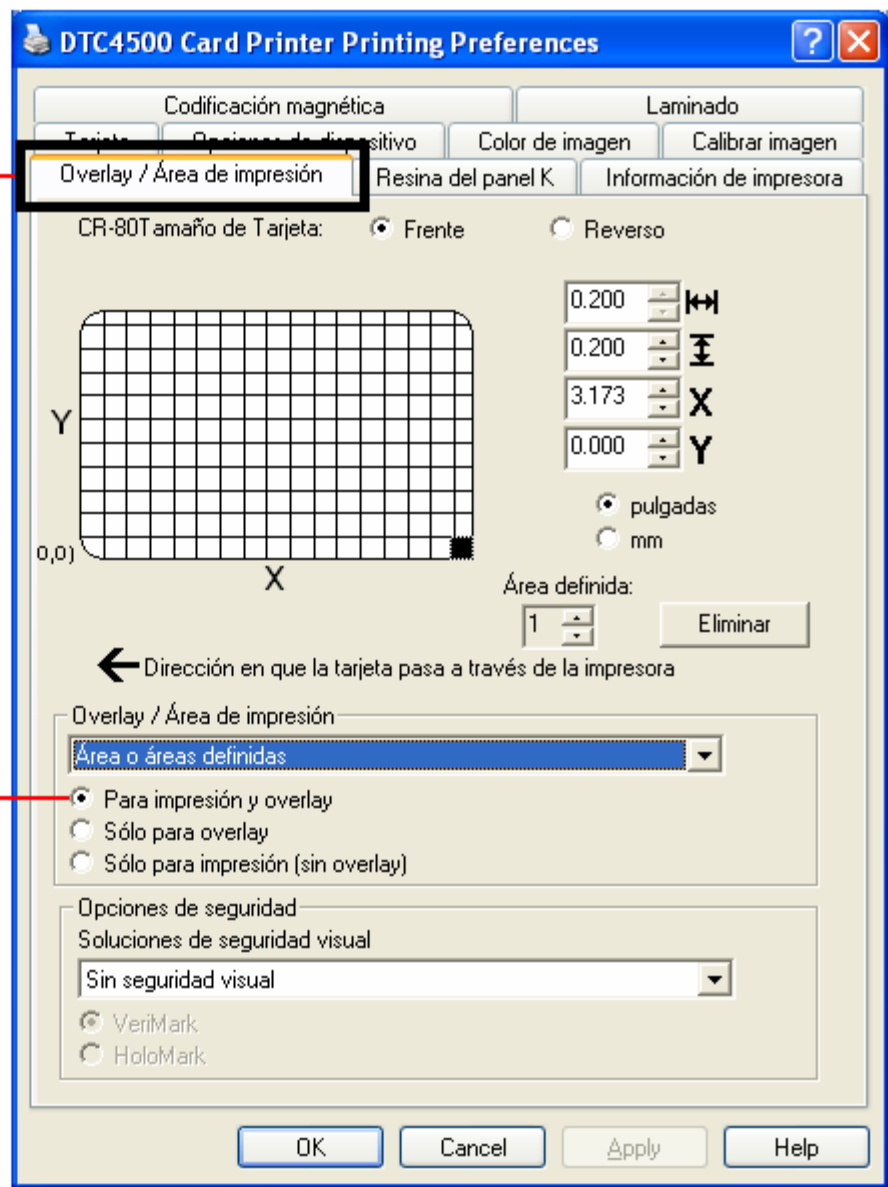 DTC4500 Card Printer Printing Preferences
Codificación magnética Laminado
Tarjeta Opciones de dispositivo Color de imagen Calibrar imagen
Overlay / Área de impresión Resina del panel K Información de impresora
CR-80Tamaño de Tarjeta: Frente Reverso
0.200
0.200
3.173 X
0.000 Y
Y
pulgadas
mm
0,0)
X
Área definida:
1 Eliminar
Dirección en que la tarjeta pasa a través de la impresora
Overlay / Área de impresión
Área o áreas definidas
Para impresión y overlay
Sólo para overlay
Sólo para impresión (sin overlay)
Opciones de seguridad
Soluciones de seguridad visual
Sin seguridad visual
VeriMark
HoloMark
OK Cancel Apply Help